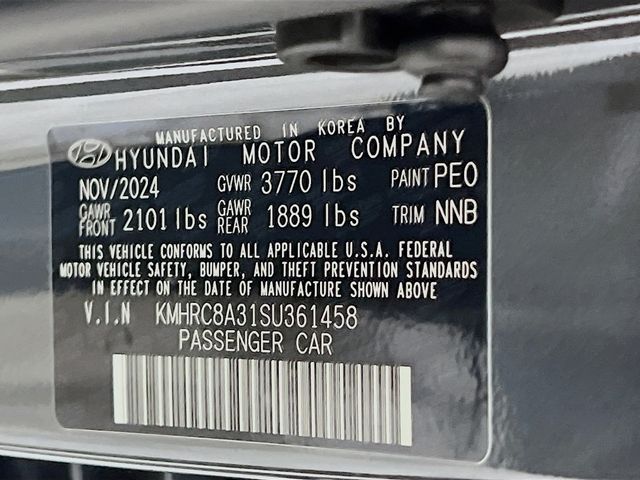 MANUFACTURED IN KOREA BY
HYUNDAI MOTOR COMPANY
NOV/2024 GVWR 3770 lbs PAINT PEO
GAWR FRONT 2101 lbs GAWR REAR 1889 lbs TRIM NNB
THIS VEHICLE CONFORMS TO ALL APPLICABLE U.S.A. FEDERAL
MOTOR VEHICLE SAFETY, BUMPER, AND THEFT PREVENTION STANDARDS
IN EFFECT ON THE DATE OF MANUFACTURE SHOWN ABOVE
V.I.N KMHRC8A31SU361458
PASSENGER CAR